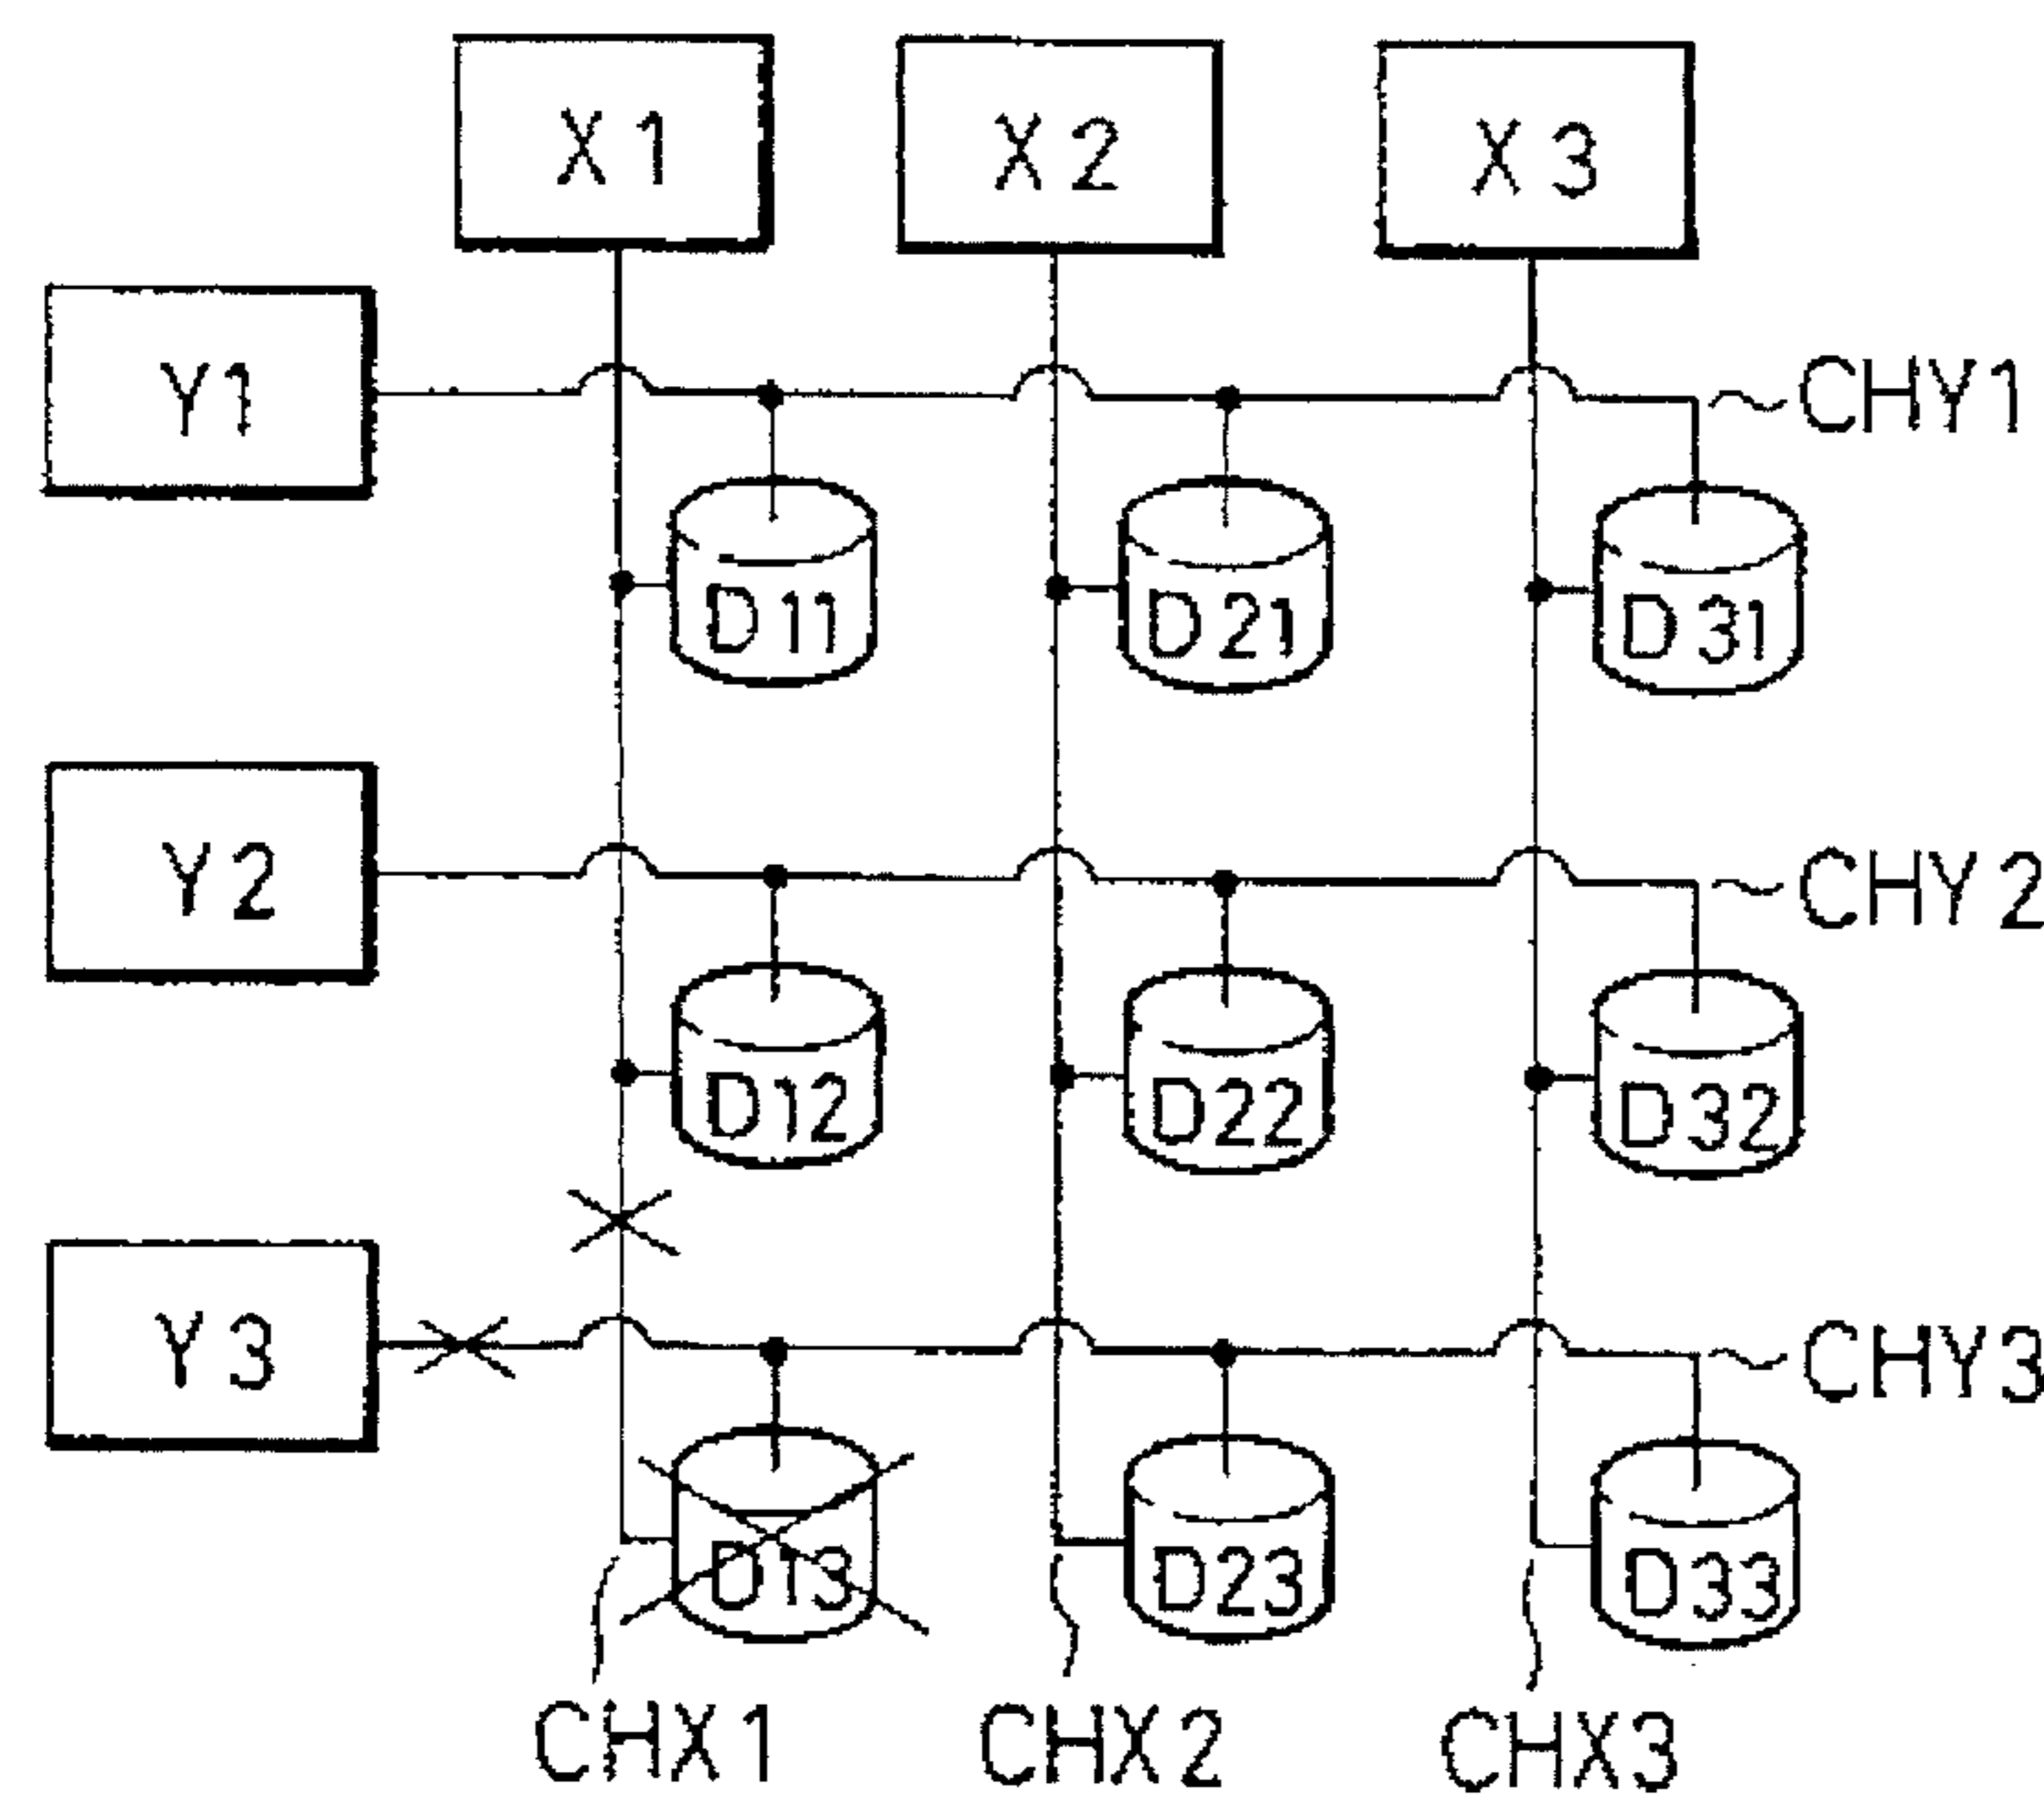 X1 X2 X3
Y1 CHY1
D11 D21 D31
Y2 CHY2
D12 D22 D32
Y3 CHY3
D13 D23 D33
CHX1 CHX2 CHX3